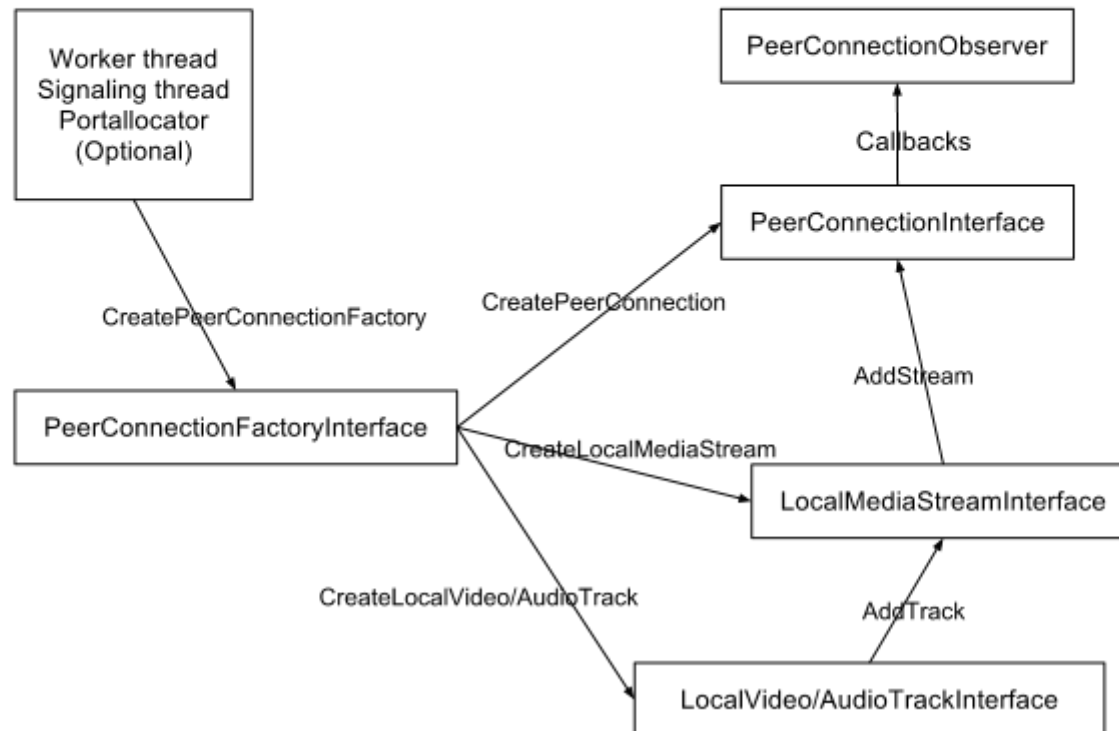 Worker thread
Signaling thread
Portallocator
(Optional)
PeerConnectionObserver
Callbacks
PeerConnectionInterface
CreatePeerConnection
CreatePeerConnectionFactory
AddStream
PeerConnectionFactoryInterface
CreateLocalMediaStream
LocalMediaStreamInterface
CreateLocalVideo/AudioTrack
AddTrack
LocalVideo/AudioTrackInterface